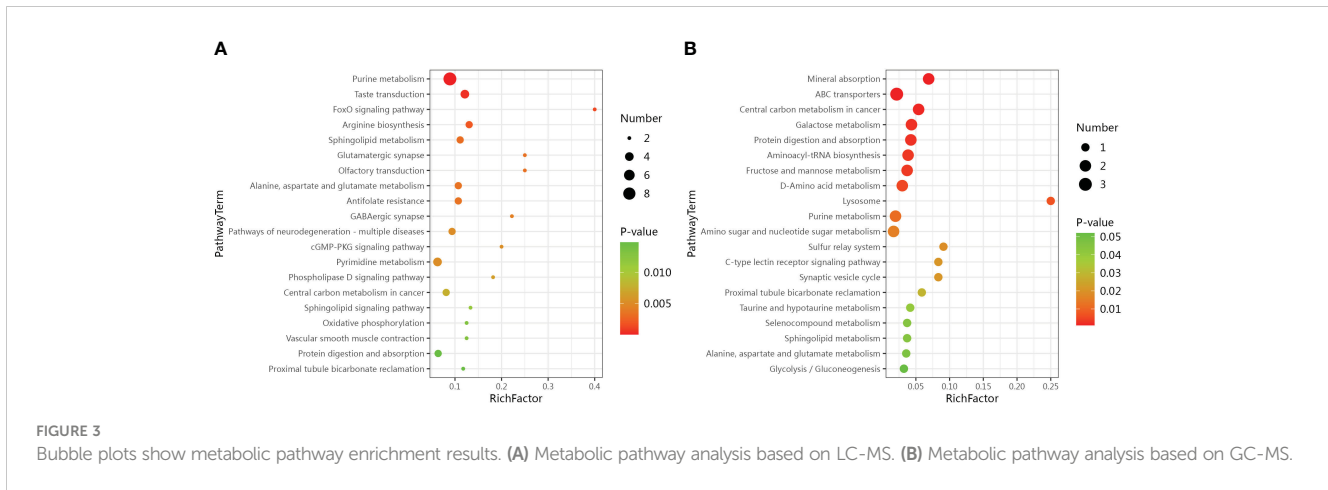 A
PathwayTerm
Purine metabolism
Taste transduction
FoxO signaling pathway
Arginine biosynthesis
Sphingolipid metabolism
Glutamatergic synapse
Olfactory transduction
Alanine, aspartate and glutamate metabolism
Antifolate resistance
GABAergic synapse
Pathways of neurodegeneration - multiple diseases
cGMP-PKG signaling pathway
Pyrimidine metabolism
Phospholipase D signaling pathway
Central carbon metabolism in cancer
Sphingolipid signaling pathway
Oxidative phosphorylation
Vascular smooth muscle contraction
Protein digestion and absorption
Proximal tubule bicarbonate reclamation
0.1 0.2 0.3 0.4
RichFactor
Number
2
4
6
8
P-value
0.010
0.005
B
PathwayTerm
Mineral absorption
ABC transporters
Central carbon metabolism in cancer
Galactose metabolism
Protein digestion and absorption
Aminoacyl-tRNA biosynthesis
Fructose and mannose metabolism
D-Amino acid metabolism
Lysosome
Purine metabolism
Amino sugar and nucleotide sugar metabolism
Sulfur relay system
C-type lectin receptor signaling pathway
Synaptic vesicle cycle
Proximal tubule bicarbonate reclamation
Taurine and hypotaurine metabolism
Selenocompound metabolism
Sphingolipid metabolism
Alanine, aspartate and glutamate metabolism
Glycolysis / Gluconeogenesis
0.05 0.10 0.15 0.20 0.25
RichFactor
Number
1
2
3
P-value
0.05
0.04
0.03
0.02
0.01
FIGURE 3
Bubble plots show metabolic pathway enrichment results. (A) Metabolic pathway analysis based on LC-MS. (B) Metabolic pathway analysis based on GC-MS.